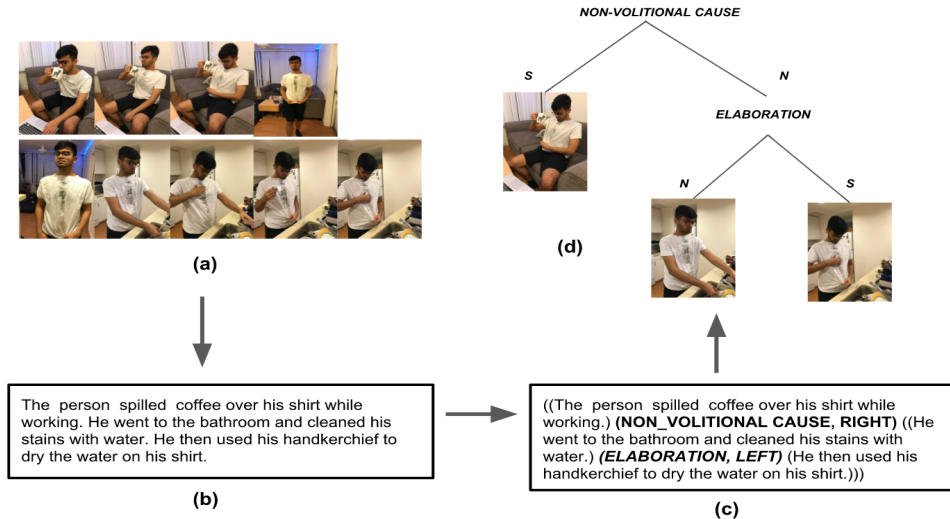 NON-VOLITIONAL CAUSE
S
N
ELABORATION
N
S
(a)
(d)
The person spilled coffee over his shirt while
working. He went to the bathroom and cleaned his
stains with water. He then used his handkerchief to
dry the water on his shirt.
(b)
((The person spilled coffee over his shirt while
working.) (NON_VOLITIONAL CAUSE, RIGHT) ((He
went to the bathroom and cleaned his stains with
water.) (ELABORATION, LEFT) (He then used his
handkerchief to dry the water on his shirt.)))
(c)